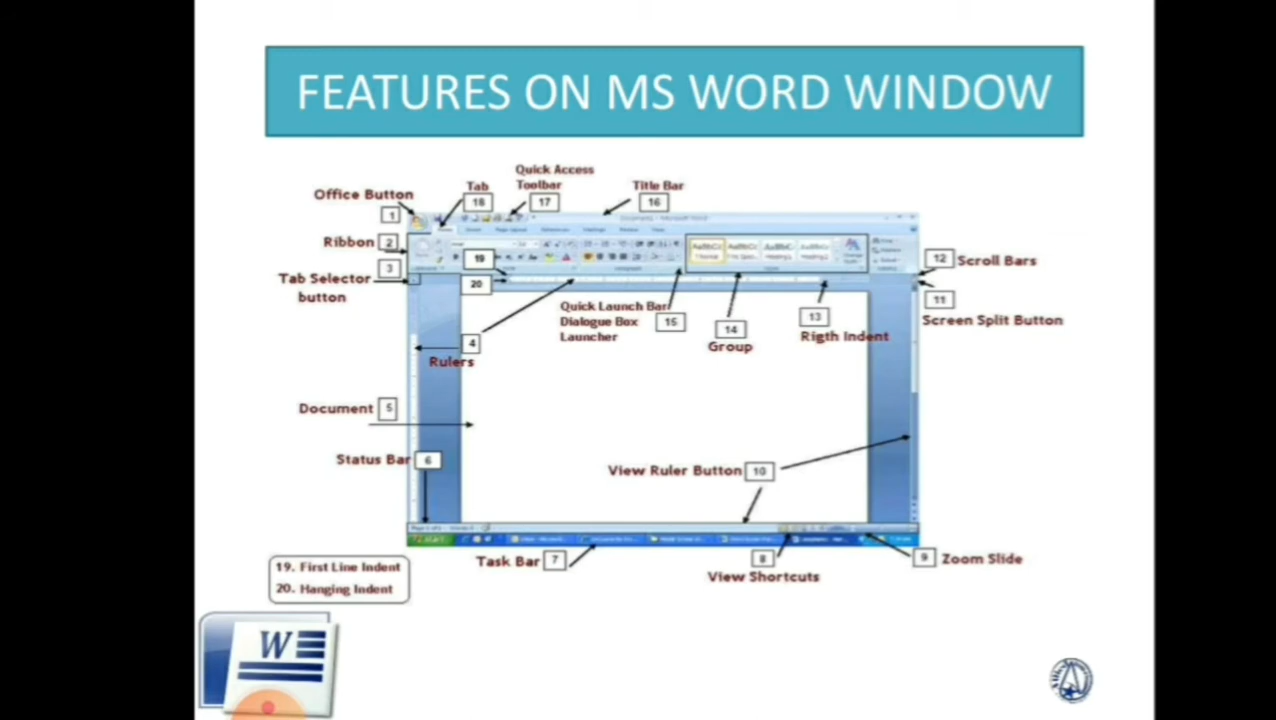 FEATURES ON MS WORD WINDOW
Quick Access
Toolbar
17
Tab
18
Title Bar
16
Office Button
1
Ribbon 2
3
Tab Selector
button
19
20
12 Scroll Bars
11
Screen Split Button
Quick Launch Bar
Dialogue Box
Launcher
15
14
Group
13
Rigth Indent
4
Rulers
Document 5
Status Bar 6
View Ruler Button 10
Task Bar 7
8
View Shortcuts
9 Zoom Slide
19. First Line Indent
20. Hanging Indent
W